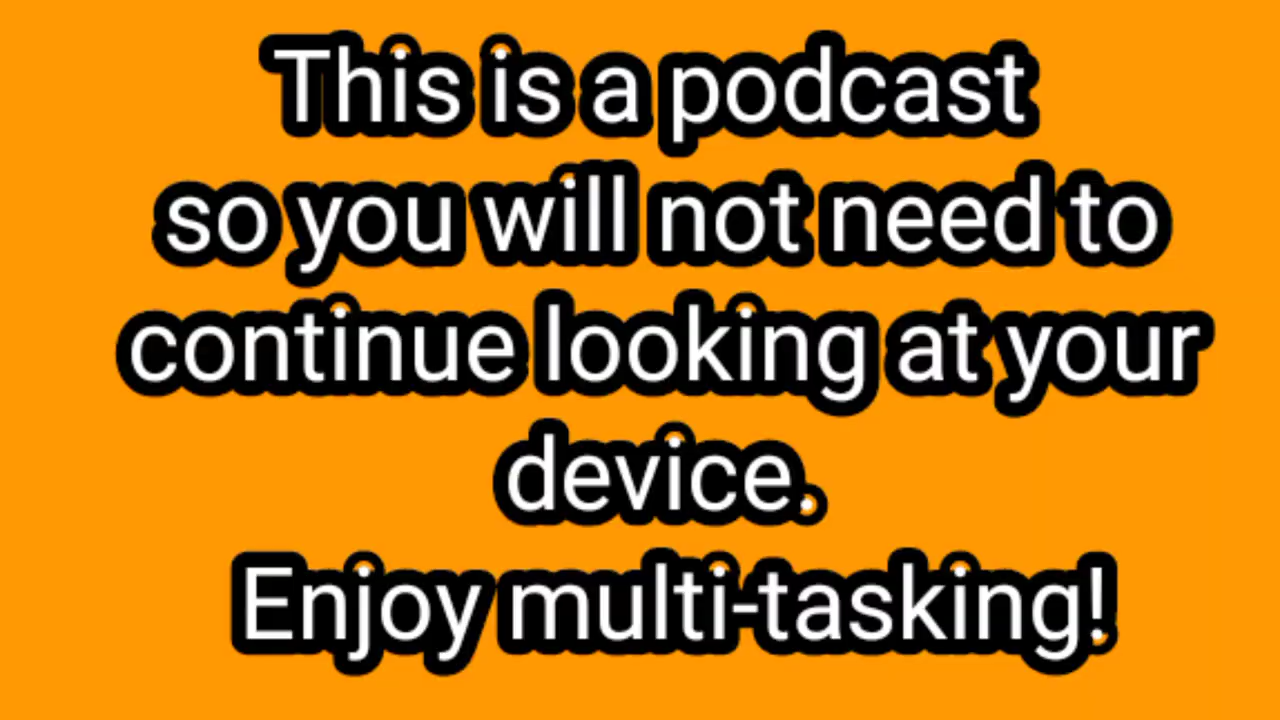 This is a podcast
so you will not need to
continue looking at your
device.
Enjoy multi-tasking!